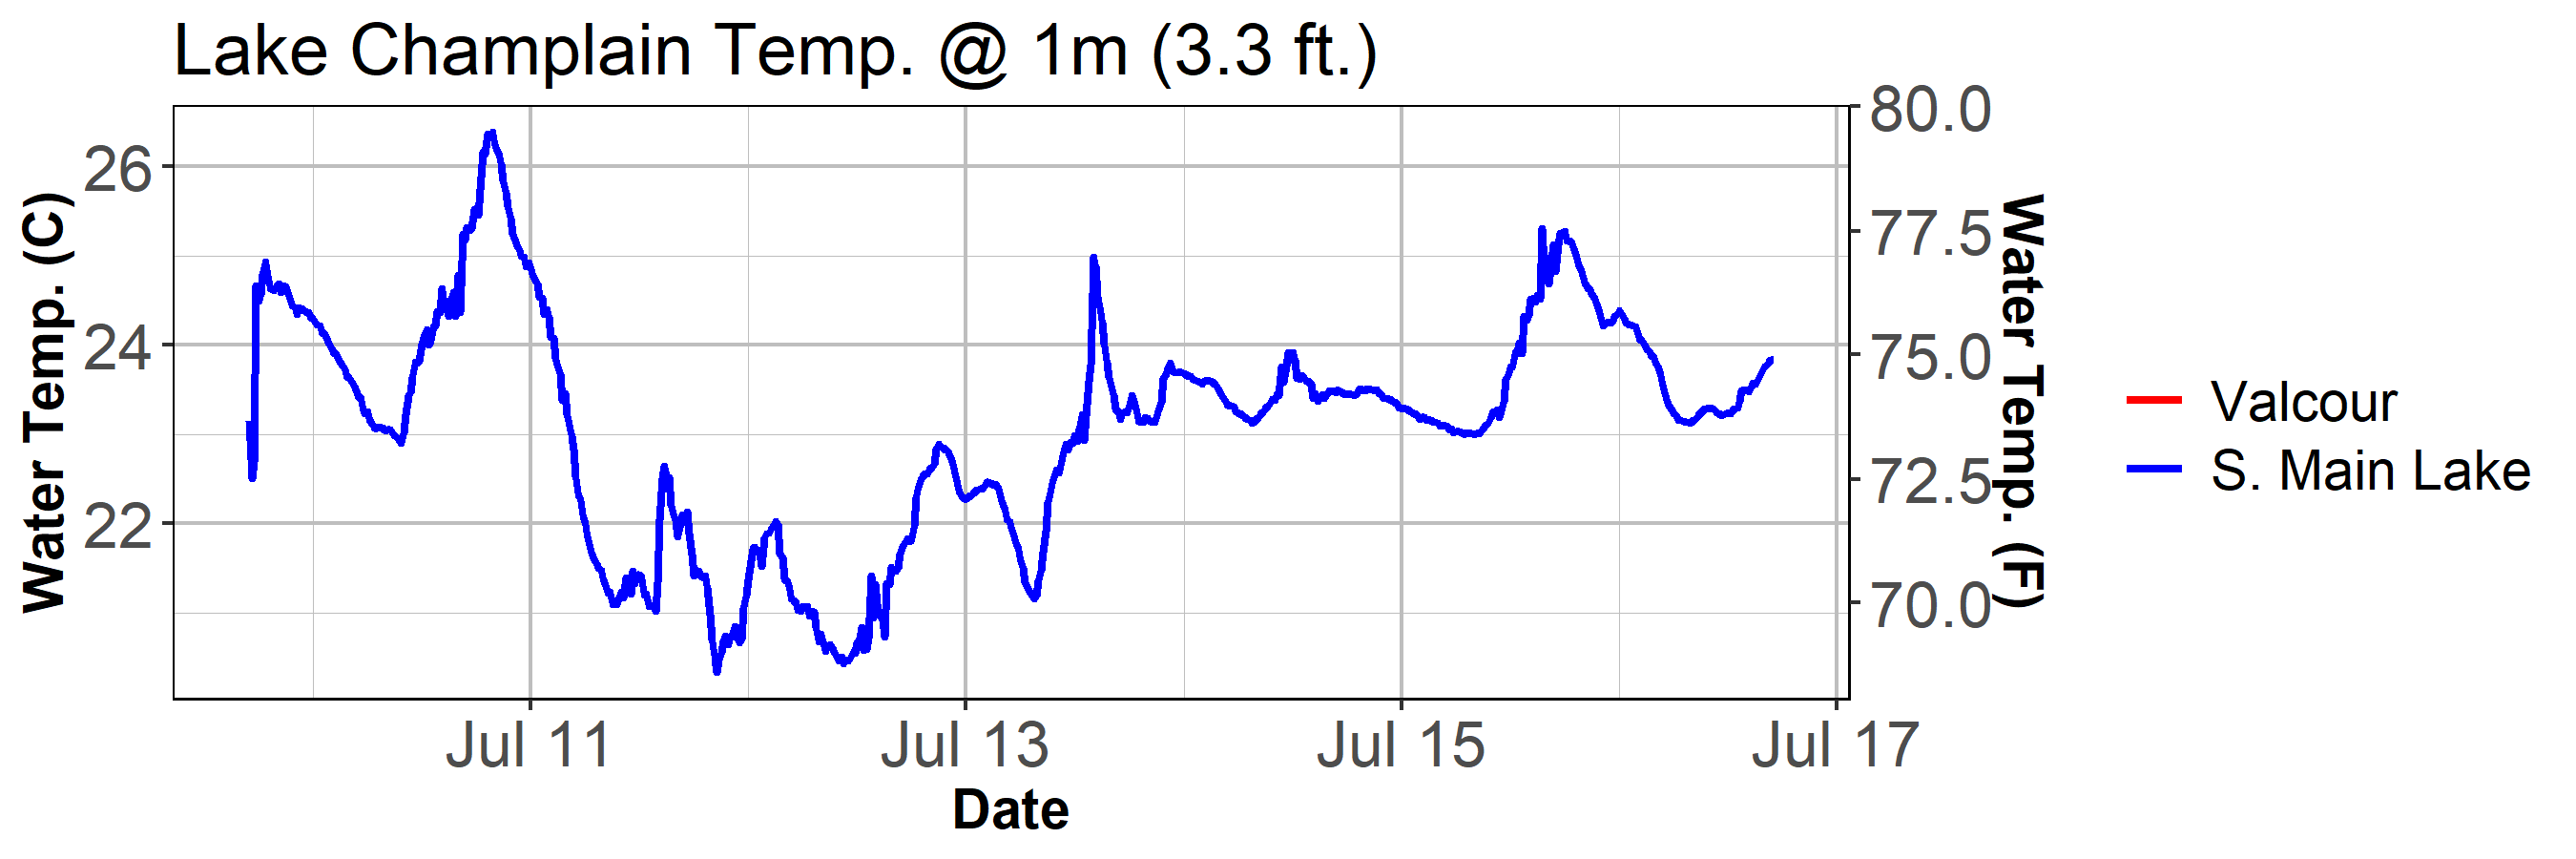 Lake Champlain Temp. @ 1m (3.3 ft.)
Water Temp. (C)
26
24
22
80.0
77.5
75.0
72.5
70.0
Water Temp. (F)
Jul 11
Jul 13
Jul 15
Jul 17
Date
Valcour
S. Main Lake